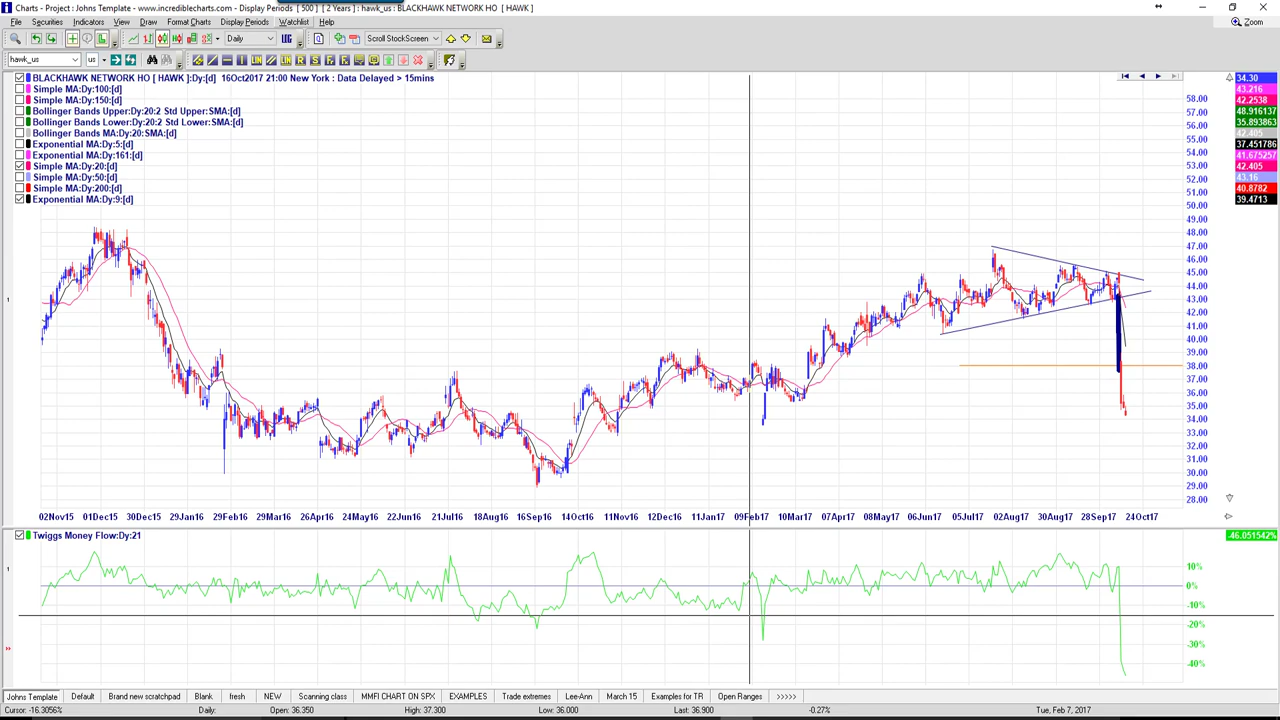 Charts - Project : Johns Template - www.incrediblecharts.com - Display Periods [ 500 ] [ 2 Years ] : hawk_us : BLACKHAWK NETWORK HO [ HAWK ]
File Securities Indicators View Draw Format Charts Display Periods Watchlist Help Zoom
Daily Scroll StockScreen
hawk_us us
BLACKHAWK NETWORK HO [ HAWK ]:Dy:[d] 16Oct2017 21:00 New York : Data Delayed > 15mins
Simple MA:Dy:100:[d]
Simple MA:Dy:150:[d]
Bollinger Bands Upper:Dy:20:2 Std Upper:SMA:[d]
Bollinger Bands Lower:Dy:20:2 Std Lower:SMA:[d]
Bollinger Bands MA:Dy:20:SMA:[d]
Exponential MA:Dy:5:[d]
Exponential MA:Dy:161:[d]
Simple MA:Dy:20:[d]
Simple MA:Dy:50:[d]
Simple MA:Dy:200:[d]
Exponential MA:Dy:9:[d]
34.30
43.216
42.2538
48.916137
35.893863
42.405
37.451786
41.675257
42.405
43.16
40.8782
39.4713
58.00
57.00
56.00
55.00
54.00
53.00
52.00
51.00
50.00
49.00
48.00
47.00
46.00
45.00
44.00
43.00
42.00
41.00
40.00
39.00
38.00
37.00
36.00
35.00
34.00
33.00
32.00
31.00
30.00
29.00
28.00
02Nov15 01Dec15 30Dec15 29Jan16 29Feb16 29Mar16 26Apr16 24May16 22Jun16 21Jul16 18Aug16 16Sep16 14Oct16 11Nov16 12Dec16 11Jan17 09Feb17 10Mar17 07Apr17 08May17 06Jun17 05Jul17 02Aug17 30Aug17 28Sep17 24Oct17
Twiggs Money Flow:Dy:21
-46.051542%
10%
0%
-10%
-20%
-30%
-40%
Johns Template Default Brand new scratchpad Blank fresh NEW Scanning class MMFI CHART ON SPX EXAMPLES Trade extremes Lee-Ann March 15 Examples for TR Open Ranges >>>>>
Cursor: -16.3056% Daily: Open: 36.350 High: 37.300 Low: 36.000 Last: 36.900 -0.27% Tue, Feb 7, 2017